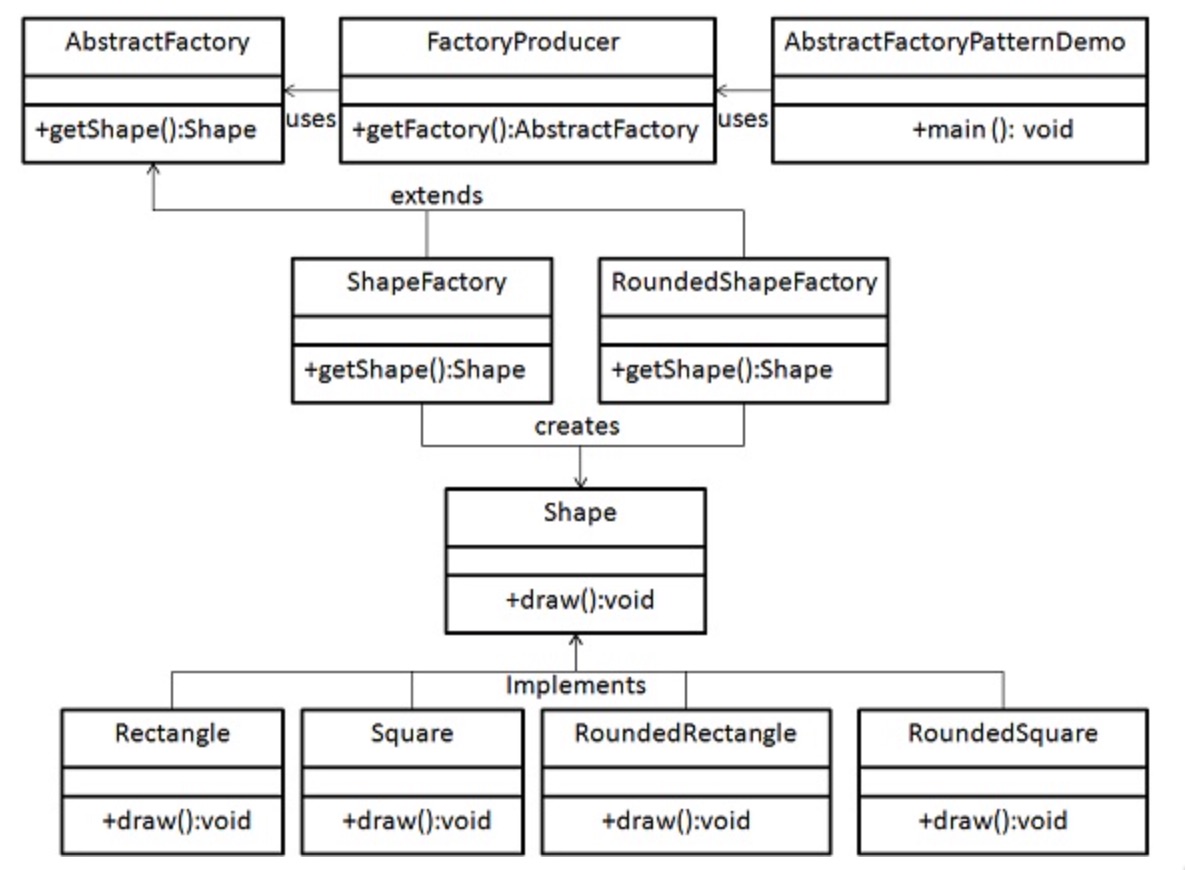 AbstractFactory
FactoryProducer
AbstractFactoryPatternDemo
+getShape():Shape
uses
+getFactory():AbstractFactory
uses
+main (): void
extends
ShapeFactory
RoundedShapeFactory
+getShape():Shape
+getShape():Shape
creates
Shape
+draw():void
Implements
Rectangle
Square
RoundedRectangle
RoundedSquare
+draw():void
+draw():void
+draw():void
+draw():void